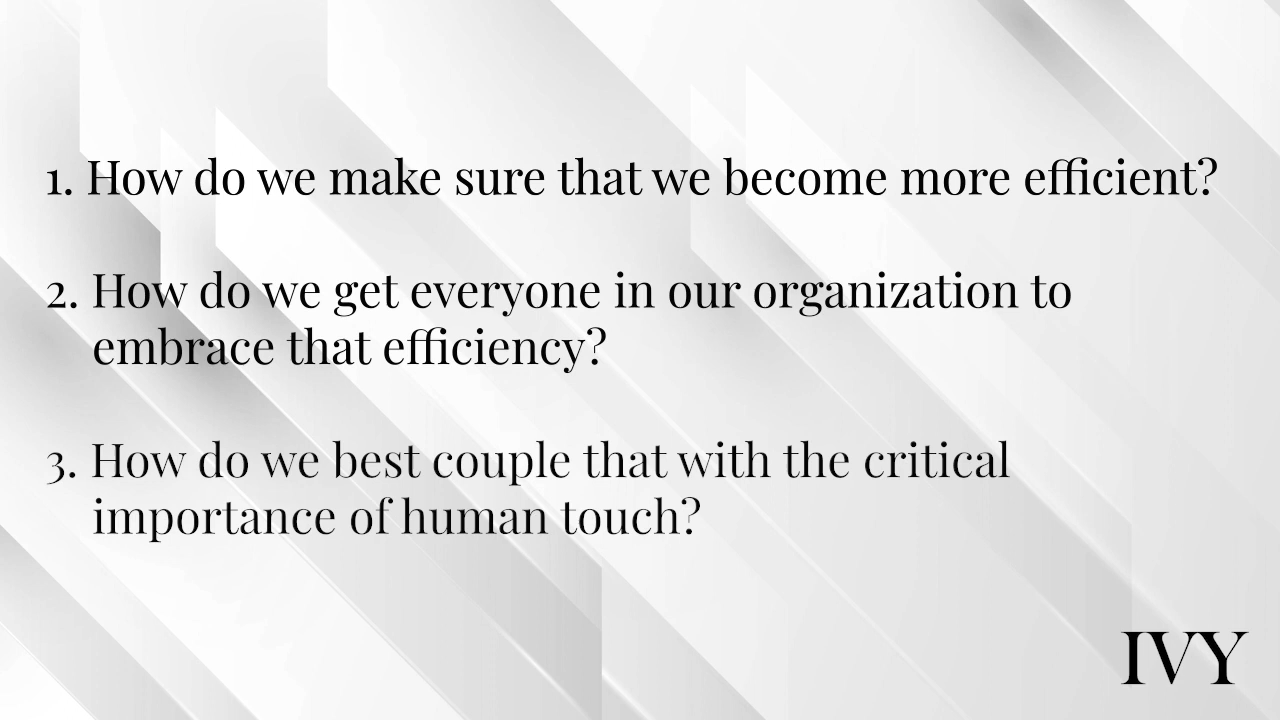 1. How do we make sure that we become more efficient?
2. How do we get everyone in our organization to
embrace that efficiency?
3. How do we best couple that with the critical
importance of human touch?
IVY